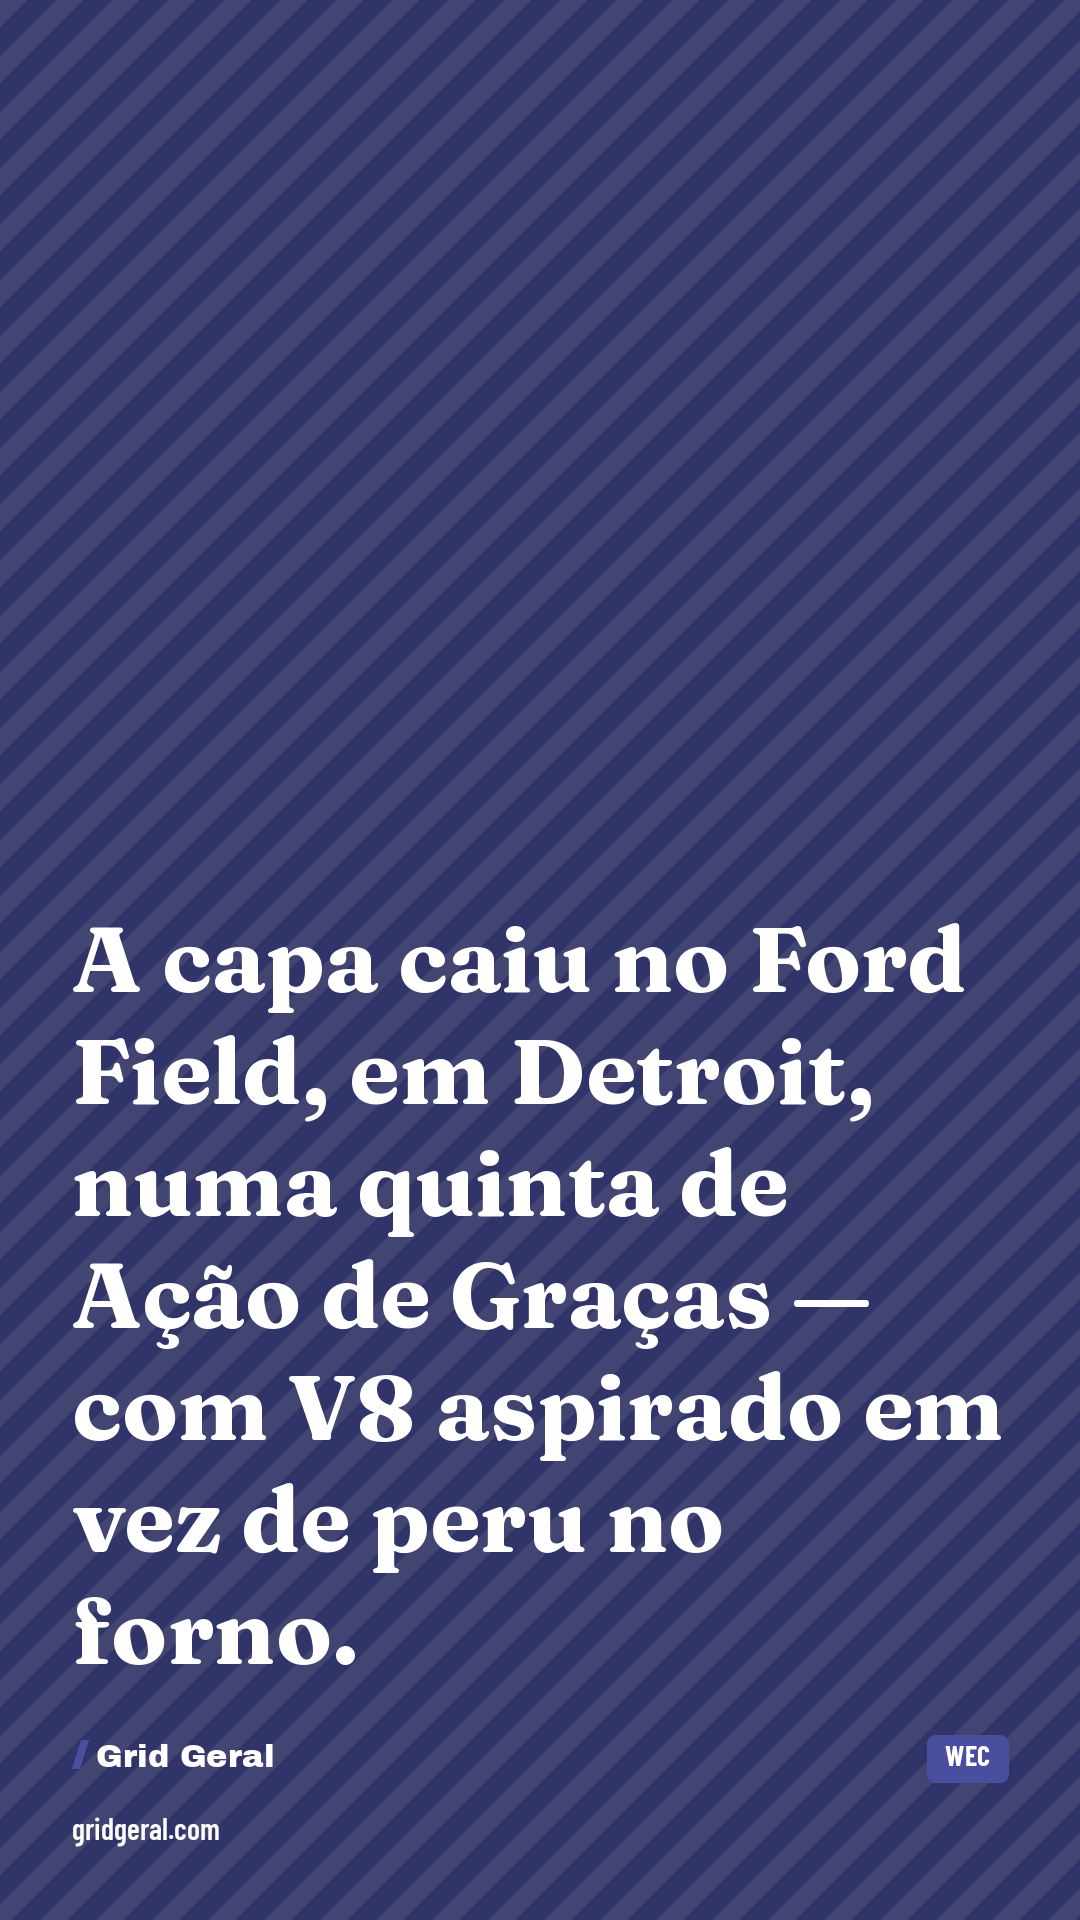 A capa caiu no Ford
Field, em Detroit,
numa quinta de
Ação de Graças —
com V8 aspirado em
vez de peru no
forno.
/ Grid Geral
WEC
gridgeral.com